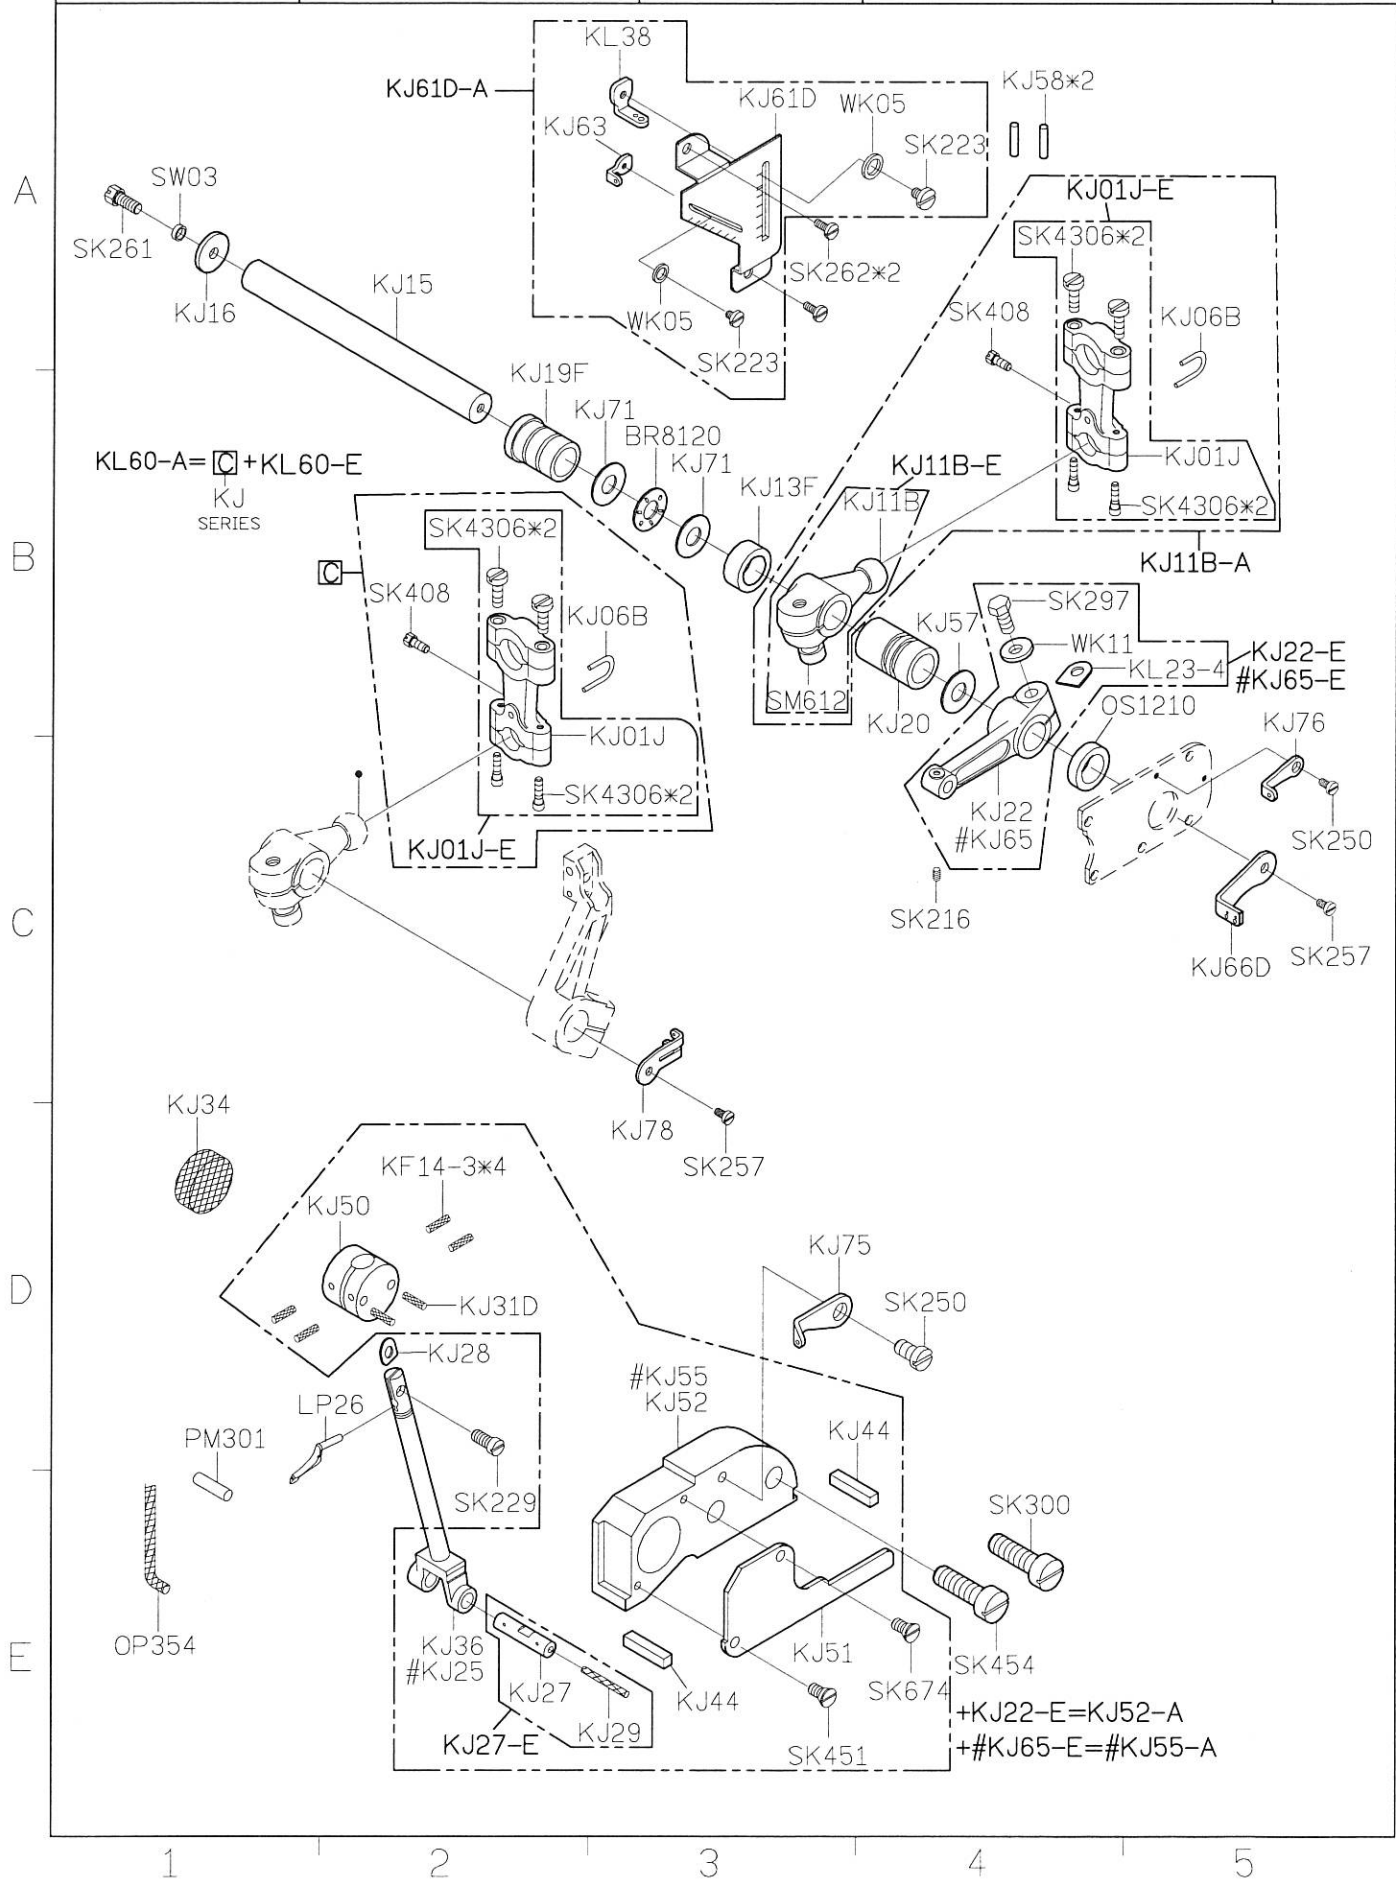 KL38
KJ61D-A
KJ58*2
KJ61D
WK05
KJ63
SK223
A
SW03
KJ01J-E
SK261
SK4306*2
SK262*2
KJ15
KJ16
WK05
SK408
KJ06B
SK223
KJ19F
KJ71
BR8120
KL60-A=C+KL60-E
KJ
SERIES
KJ71
KJ11B-E
KJ01J
KJ13F
KJ11B
SK4306*2
SK4306*2
B
KJ11B-A
C
SK408
SK297
KJ06B
KJ57
WK11
KJ22-E
#KJ65-E
KL23-4
SM612
OS1210
KJ20
KJ76
KJ01J
SK4306*2
KJ22
#KJ65
SK250
KJ01J-E
SK216
C
KJ66D
SK257
KJ34
KJ78
SK257
KF14-3*4
KJ50
KJ75
D
SK250
KJ31D
KJ28
#KJ55
KJ52
LP26
KJ44
PM301
SK229
SK300
OP354
KJ36
#KJ25
KJ51
E
SK454
KJ27
KJ44
SK674
KJ29
KJ27-E
SK451
+KJ22-E=KJ52-A
+#KJ65-E=#KJ55-A
1
2
3
4
5